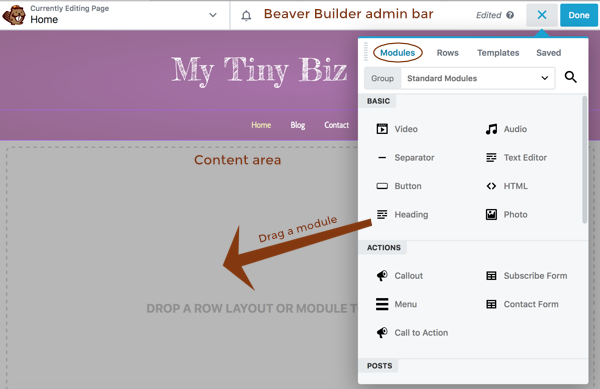 Currently Editing Page
Home
Beaver Builder admin bar
Edited
Done
My Tiny Biz
Home Blog Contact
Content area
Drag a module
DROP A ROW LAYOUT OR MODULE
Modules Rows Templates Saved
Group Standard Modules
BASIC
Video Audio
Separator Text Editor
Button HTML
Heading Photo
ACTIONS
Callout Subscribe Form
Menu Contact Form
Call to Action
POSTS